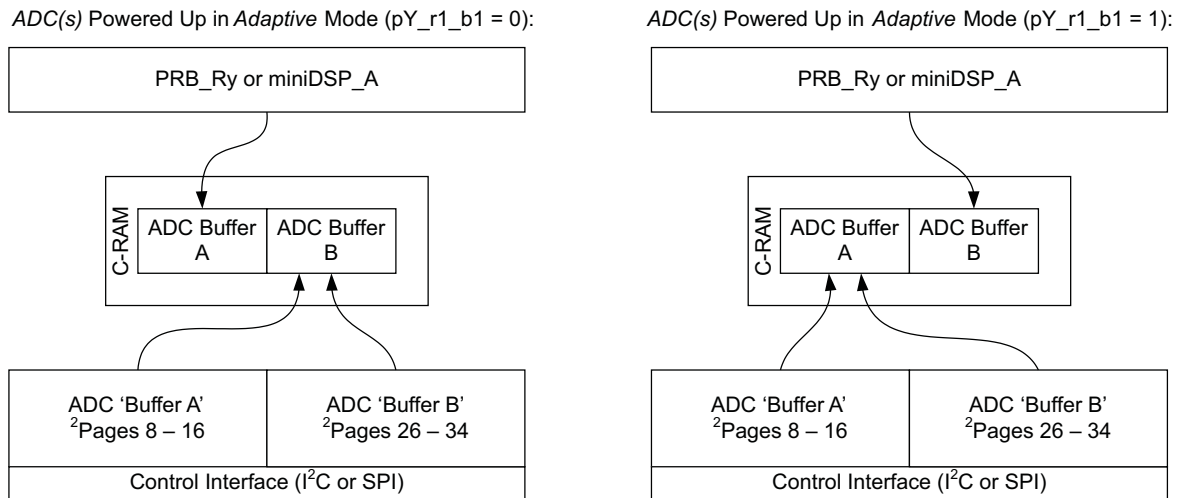 ADC(s) Powered Up in Adaptive Mode (pY_r1_b1 = 0):
PRB_Ry or miniDSP_A
C-RAM
ADC Buffer
A
ADC Buffer
B
ADC ‘Buffer A’
²Pages 8 – 16
ADC ‘Buffer B’
²Pages 26 – 34
Control Interface (I²C or SPI)
ADC(s) Powered Up in Adaptive Mode (pY_r1_b1 = 1):
PRB_Ry or miniDSP_A
C-RAM
ADC Buffer
A
ADC Buffer
B
ADC ‘Buffer A’
²Pages 8 – 16
ADC ‘Buffer B’
²Pages 26 – 34
Control Interface (I²C or SPI)